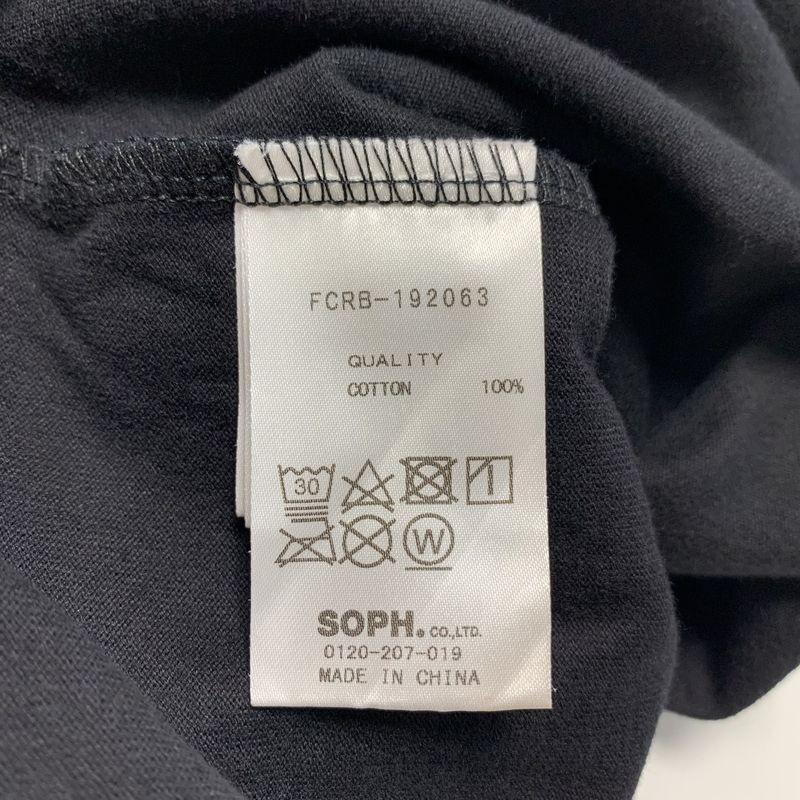 FCRB-192063
QUALITY
COTTON 100%
30
W
SOPH. CO.,LTD.
0120-207-019
MADE IN CHINA